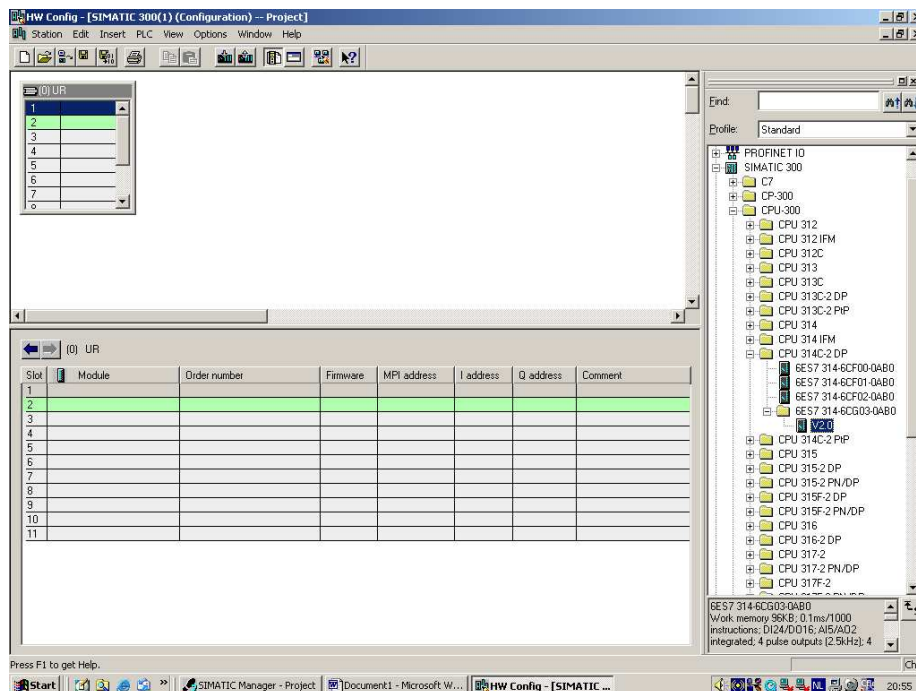 HW Config - [SIMATIC 300(1) (Configuration) -- Project]
Station Edit Insert PLC View Options Window Help
(0) UR
1
2
3
4
5
6
7
Find:
Profile: Standard
PROFINET IO
SIMATIC 300
C7
CP-300
CPU-300
CPU 312
CPU 312 IFM
CPU 312C
CPU 313
CPU 313C
CPU 313C-2 DP
CPU 313C-2 PtP
CPU 314
CPU 314 IFM
CPU 314C-2 DP
6ES7 314-6CF00-0AB0
6ES7 314-6CF01-0AB0
6ES7 314-6CF02-0AB0
6ES7 314-6CG03-0AB0
V2.0
CPU 314C-2 PtP
CPU 315
CPU 315-2 DP
CPU 315-2 PN/DP
CPU 315F-2 DP
CPU 315F-2 PN/DP
CPU 316
CPU 316-2 DP
CPU 317-2
CPU 317-2 PN/DP
CPU 317F-2
(0) UR
Slot Module Order number Firmware MPI address I address Q address Comment
1
2
3
4
5
6
7
8
9
10
11
6ES7 314-6CG03-0AB0
Work memory 96KB; 0.1ms/1000
instructions; DI24/DO16; AI5/AO2
integrated; 4 pulse outputs (2.5kHz); 4
Press F1 to get Help.
Ch
Start » SIMATIC Manager - Project Document1 - Microsoft W... HW Config - [SIMATIC ... NL 20:55